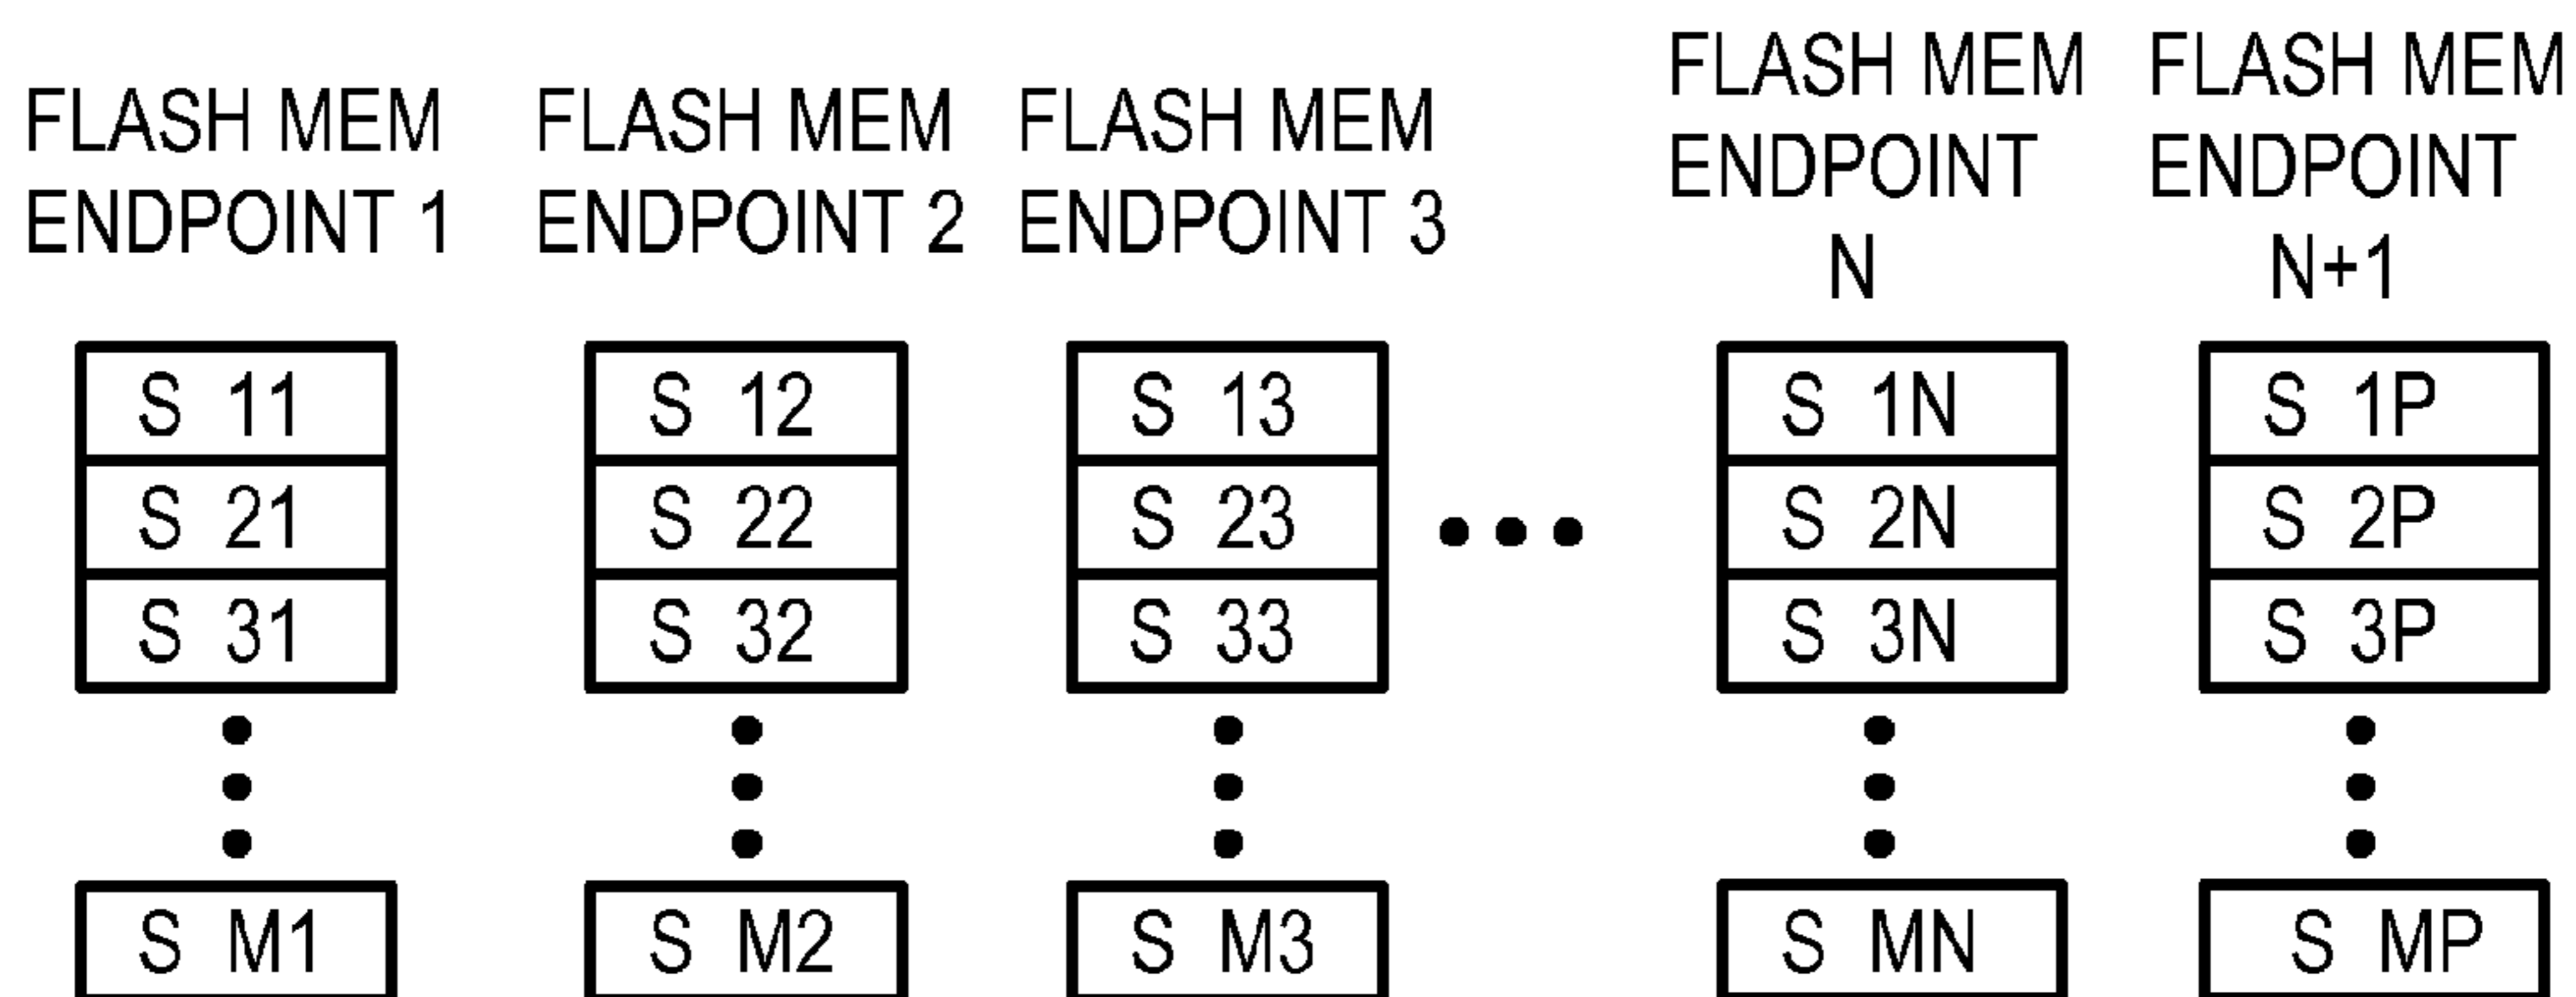 FLASH MEM
ENDPOINT 1
FLASH MEM
ENDPOINT 2
FLASH MEM
ENDPOINT 3
FLASH MEM
ENDPOINT
N
FLASH MEM
ENDPOINT
N+1
S 11
S 12
S 13
S 1N
S 1P
S 21
S 22
S 23
S 2N
S 2P
S 31
S 32
S 33
S 3N
S 3P
S M1
S M2
S M3
S MN
S MP